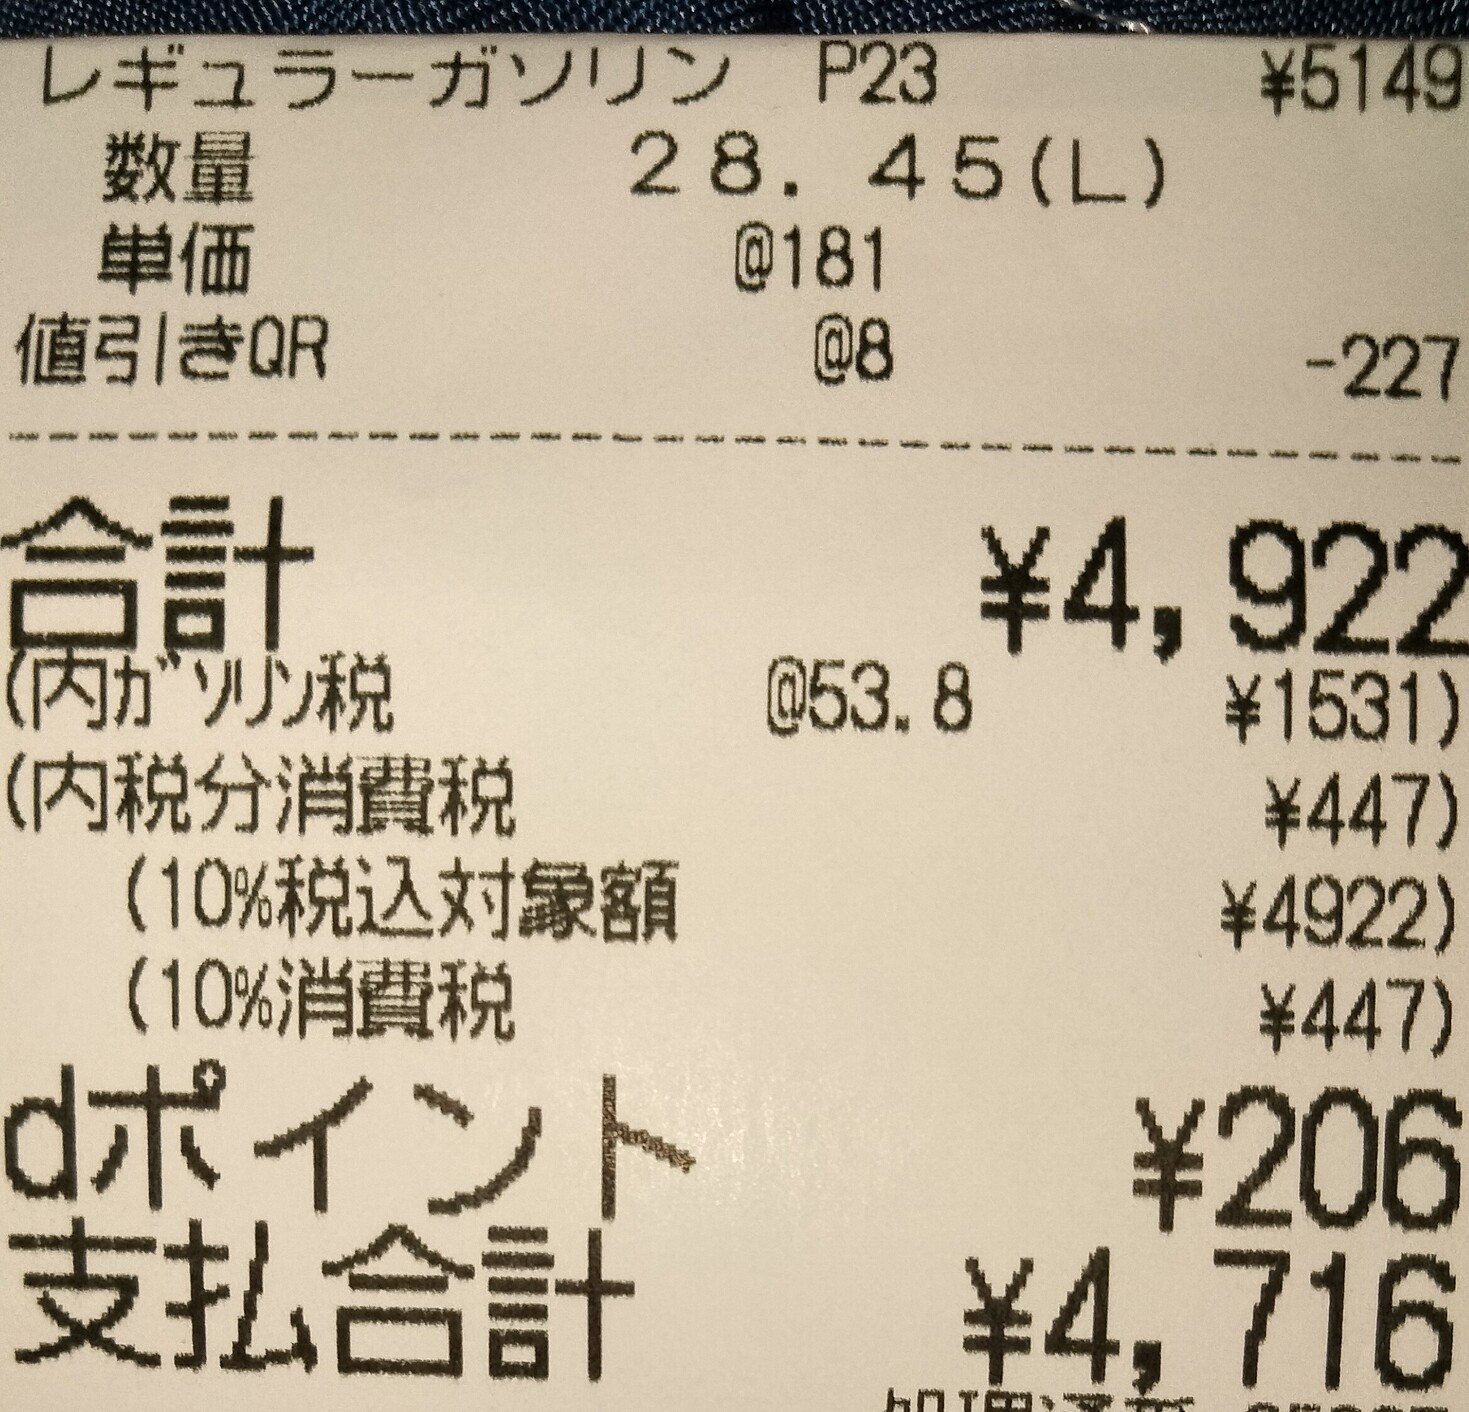 レギュラーガソリン P23 ¥5149
数量 28.45(L)
単価 @181
値引きQR @8 -227
合計 ¥4,922
(内ガソリン税 @53.8 ¥1531)
(内税分消費税 ¥447)
(10%税込対象額 ¥4922)
(10%消費税 ¥447)
dポイント ¥206
支払合計 ¥4,716